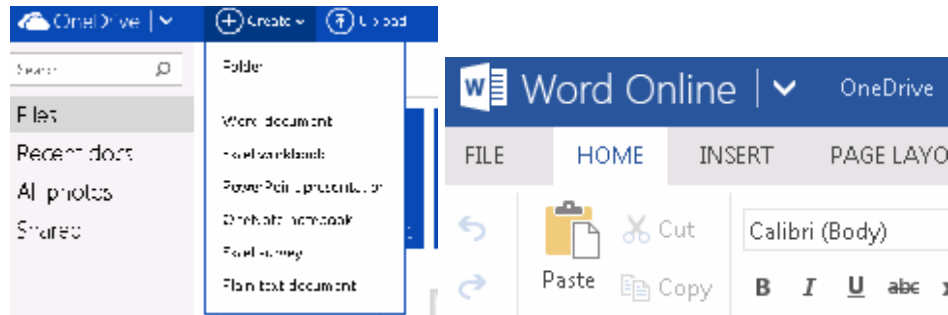 OneDrive
Create
Upload
Search
Folder
Files
Word document
Recent docs
Excel workbook
All photos
PowerPoint presentation
OneNote notebook
Shared
Excel survey
Plain text document
Word Online
OneDrive
FILE
HOME
INSERT
PAGE LAYO
Cut
Calibri (Body)
Paste
Copy
B I U abc